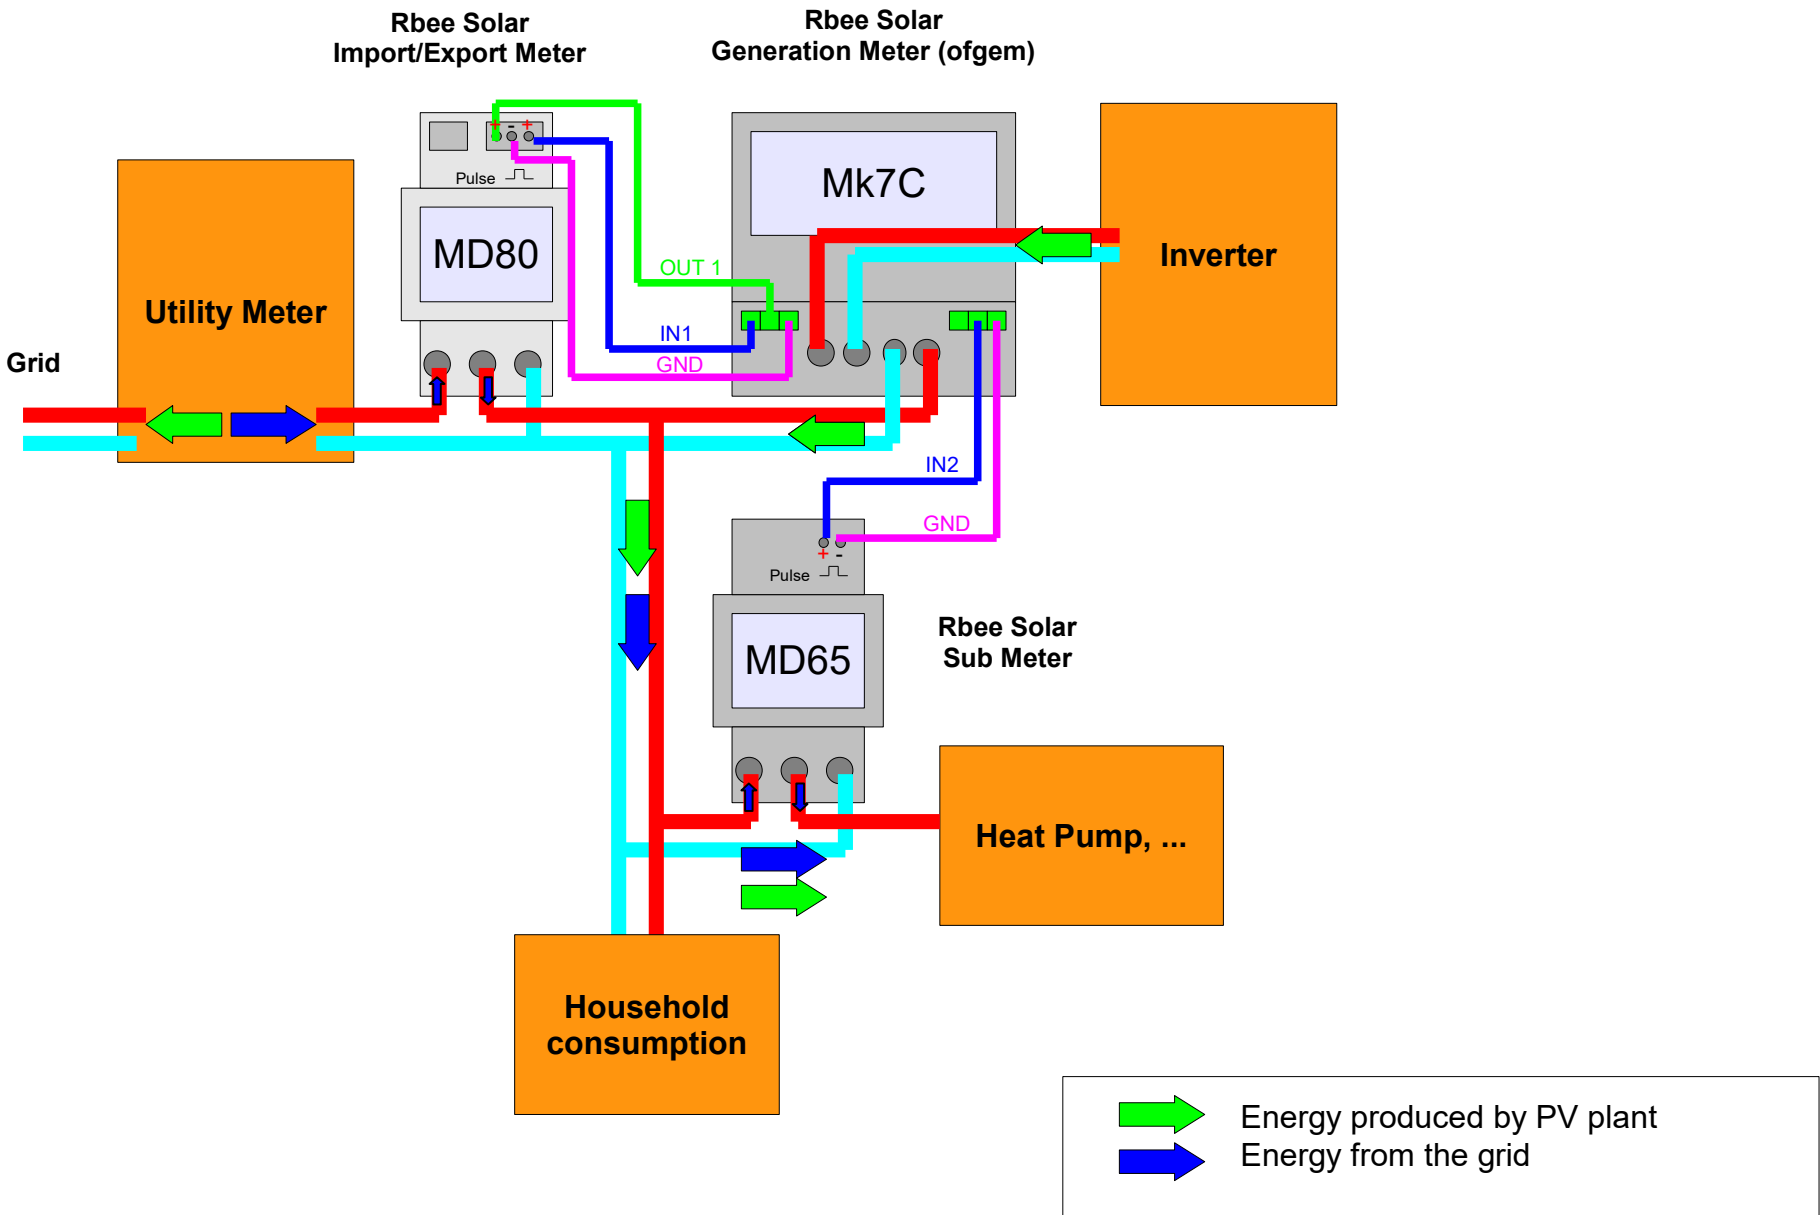 Rbee Solar
Import/Export Meter
Rbee Solar
Generation Meter (ofgem)
+ - +
Pulse
MD80
Mk7C
Inverter
Utility Meter
OUT 1
IN1
GND
Grid
IN2
GND
+ -
Pulse
MD65
Rbee Solar
Sub Meter
Heat Pump, ...
Household
consumption
Energy produced by PV plant
Energy from the grid